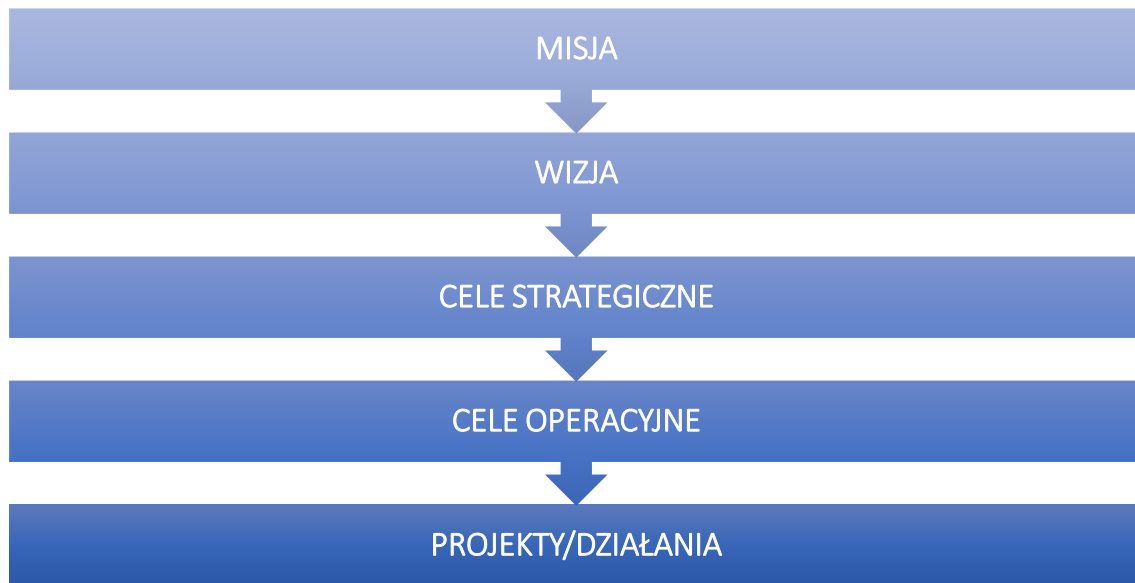 MISJA
WIZJA
CELE STRATEGICZNE
CELE OPERACYJNE
PROJEKTY/DZIAŁANIA